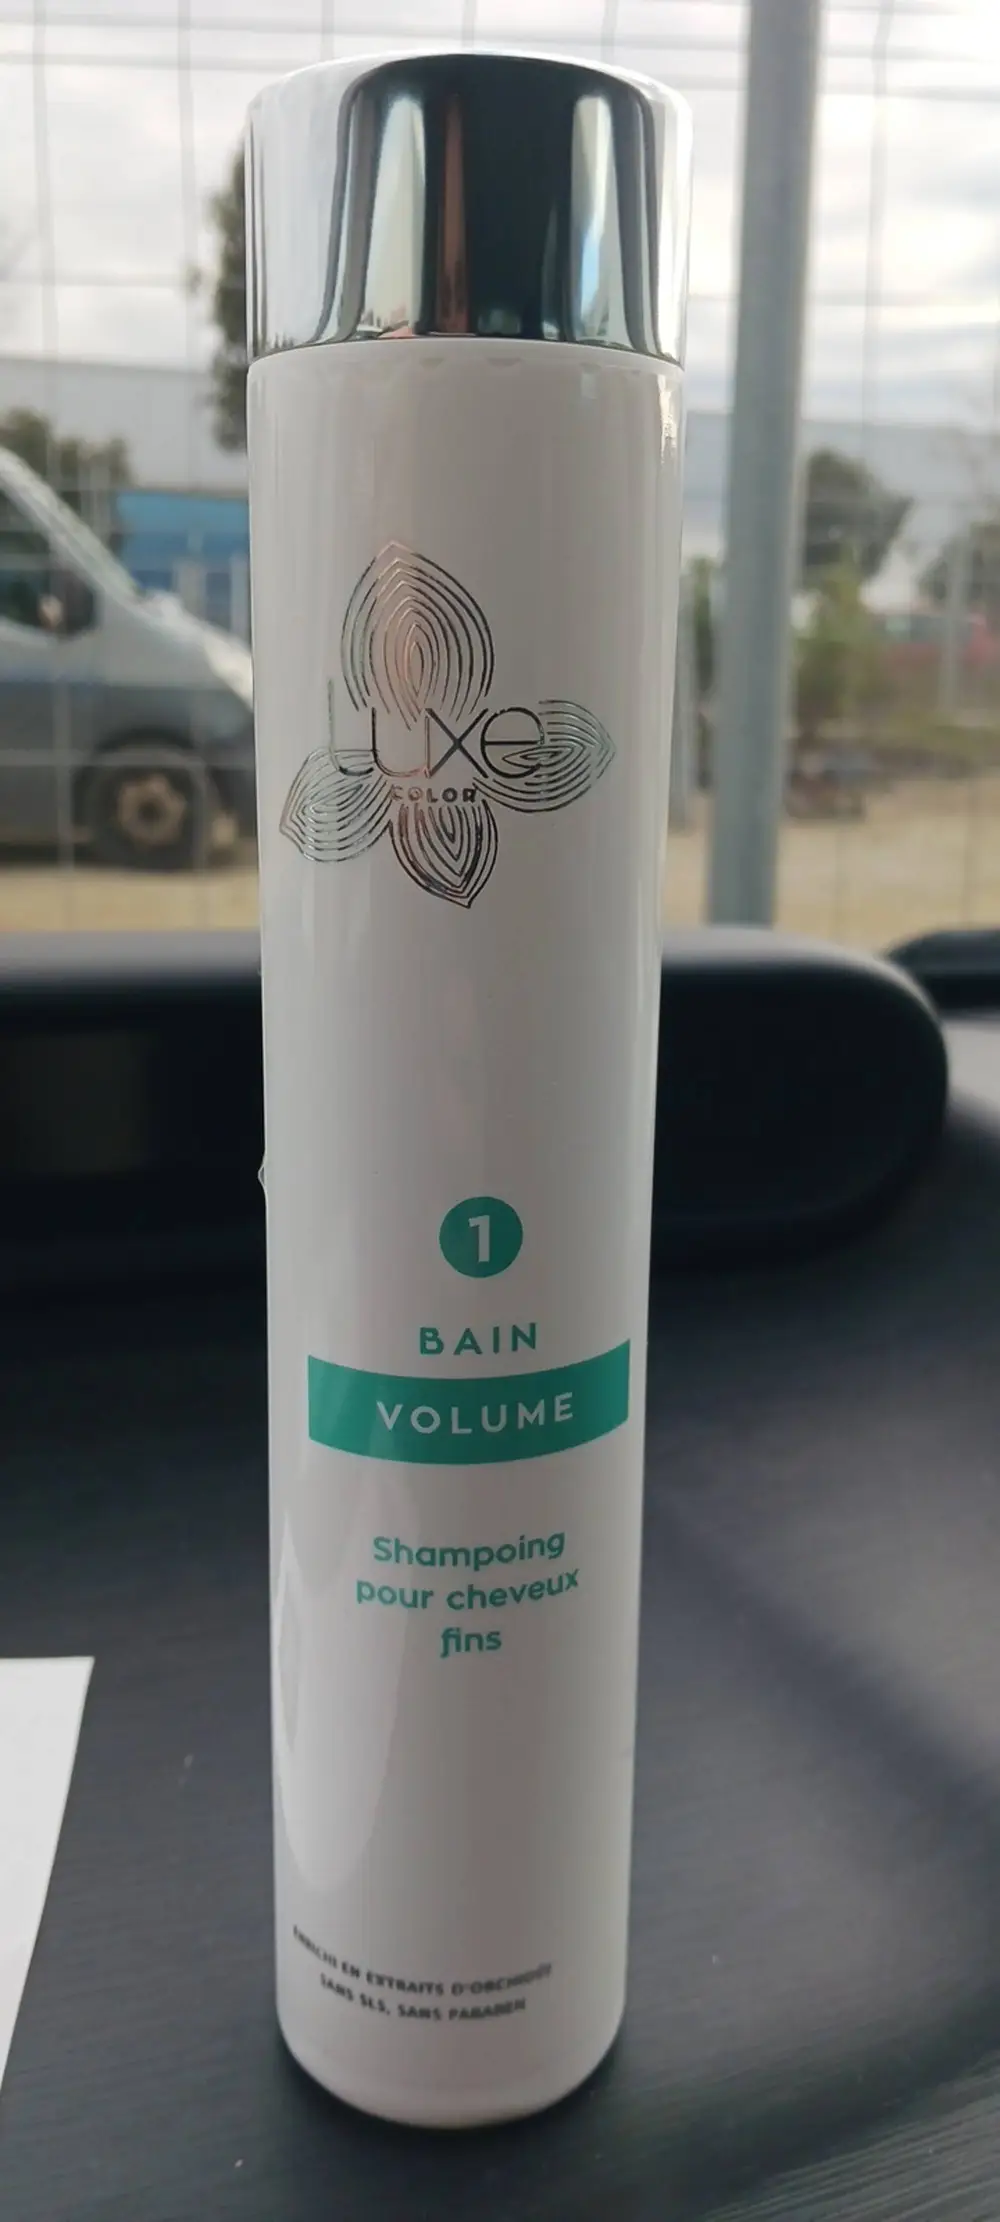 Luxe
COLOR
1
BAIN
VOLUME
Shampoing
pour cheveux
fins
ENRICHI EN EXTRAITS D'ORCHIDÉE
SANS SLS, SANS PARABEN